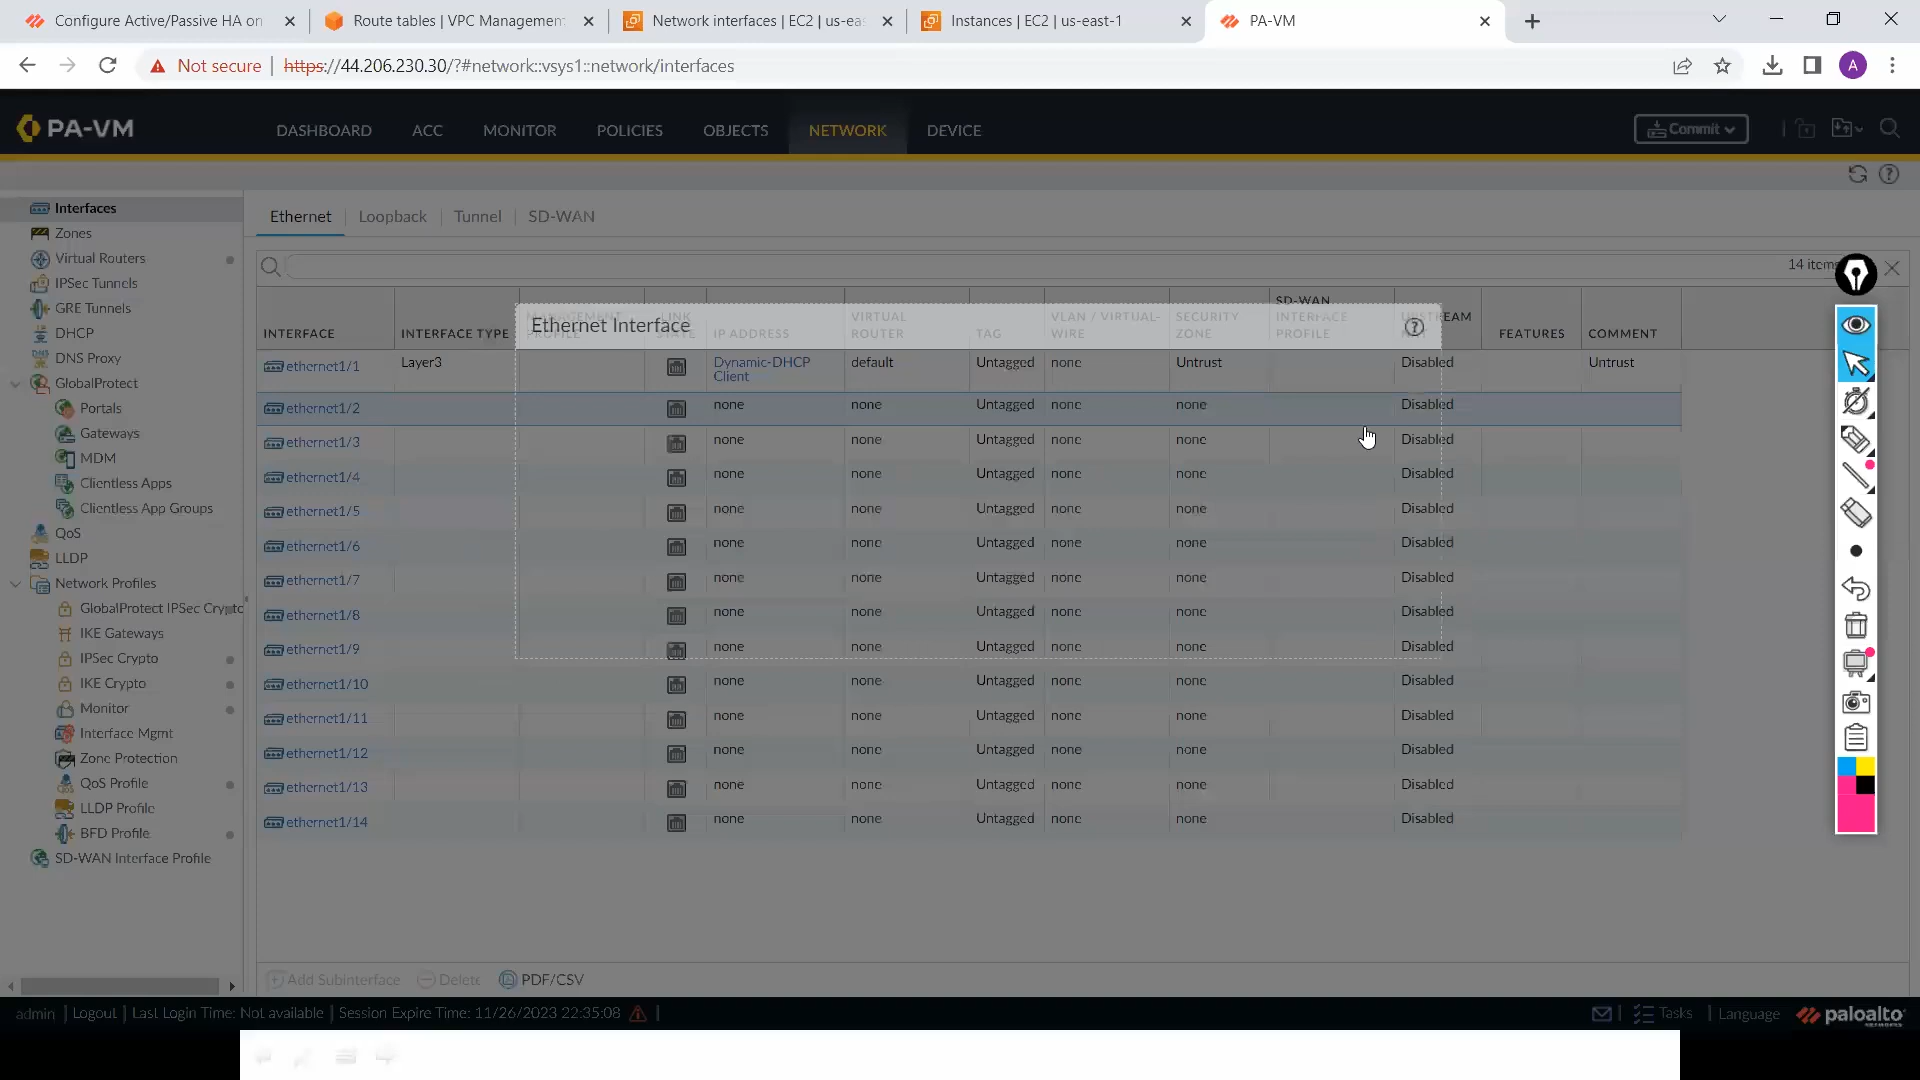 Configure Active/Passive HA on
Route tables | VPC Management
Network interfaces | EC2 | us-eas
Instances | EC2 | us-east-1
PA-VM
Not secure | https://44.206.230.30/?#network::vsys1::network/interfaces
A
PA-VM
DASHBOARD ACC MONITOR POLICIES OBJECTS NETWORK DEVICE
Commit
Interfaces
Zones
Virtual Routers
IPSec Tunnels
GRE Tunnels
DHCP
DNS Proxy
GlobalProtect
Portals
Gateways
MDM
Clientless Apps
Clientless App Groups
QoS
LLDP
Network Profiles
GlobalProtect IPSec Crypto
IKE Gateways
IPSec Crypto
IKE Crypto
Monitor
Interface Mgmt
Zone Protection
QoS Profile
LLDP Profile
BFD Profile
SD-WAN Interface Profile
Ethernet Loopback Tunnel SD-WAN
14 items
Ethernet Interface
INTERFACE INTERFACE TYPE MANAGEMENT PROFILE LINK STATE IP ADDRESS VIRTUAL ROUTER TAG VLAN / VIRTUAL-WIRE SECURITY ZONE SD-WAN INTERFACE PROFILE FEATURES COMMENT
ethernet1/1 Layer3 Dynamic-DHCP Client default Untagged none Untrust Disabled Untrust
ethernet1/2 none none Untagged none none Disabled
ethernet1/3 none none Untagged none none Disabled
ethernet1/4 none none Untagged none none Disabled
ethernet1/5 none none Untagged none none Disabled
ethernet1/6 none none Untagged none none Disabled
ethernet1/7 none none Untagged none none Disabled
ethernet1/8 none none Untagged none none Disabled
ethernet1/9 none none Untagged none none Disabled
ethernet1/10 none none Untagged none none Disabled
ethernet1/11 none none Untagged none none Disabled
ethernet1/12 none none Untagged none none Disabled
ethernet1/13 none none Untagged none none Disabled
ethernet1/14 none none Untagged none none Disabled
Add Subinterface Delete PDF/CSV
admin | Logout | Last Login Time: Not available | Session Expire Time: 11/26/2023 22:35:08 |
Tasks | Language
paloalto
NETWORKS